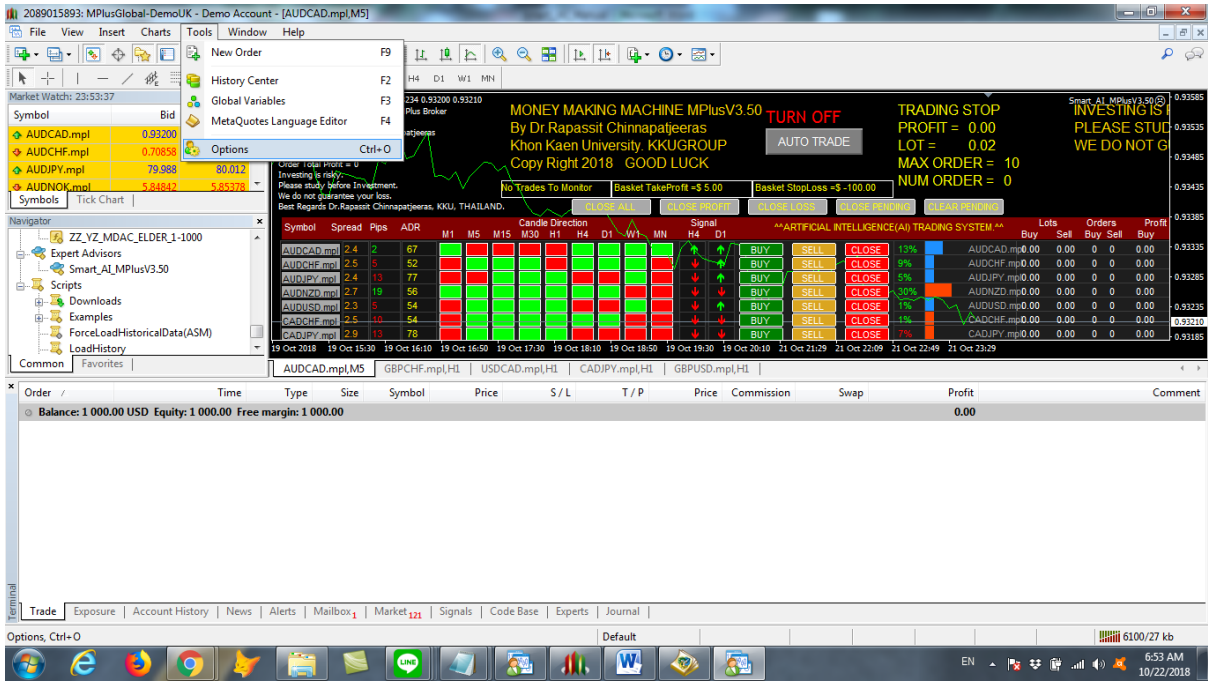 2089015893: MPlusGlobal-DemoUK - Demo Account - [AUDCAD.mpl,M5]
File View Insert Charts Tools Window Help
New Order F9
History Center F2
Global Variables F3
MetaQuotes Language Editor F4
Options Ctrl+O
H4 D1 W1 MN
Market Watch: 23:53:37
Symbol Bid
AUDCAD.mpl 0.93200
AUDCHF.mpl 0.70858
AUDJPY.mpl 79.988 80.012
AUDNOK.mpl 5.84842 5.85378
Symbols Tick Chart
Navigator
ZZ_YZ_MDAC_ELDER_1-1000
Expert Advisors
Smart_AI_MPlusV3.50
Scripts
Downloads
Examples
ForceLoadHistoricalData(ASM)
LoadHistory
Common Favorites
234 0.93200 0.93210
Plus Broker
Order Total Profit = 0
Investing is risky.
Please study before Investment.
We do not guarantee your loss.
Best Regards Dr.Rapassit Chinnapatjeeras, KKU, THAILAND.
MONEY MAKING MACHINE MPlusV3.50
By Dr.Rapassit Chinnapatjeeras
Khon Kaen University. KKUGROUP
Copy Right 2018 GOOD LUCK
TURN OFF
AUTO TRADE
TRADING STOP
PROFIT = 0.00
LOT = 0.02
MAX ORDER = 10
NUM ORDER = 0
Smart_AI_MPlusV3.50
INVESTING IS
PLEASE STUD
WE DO NOT G
No Trades To Monitor Basket TakeProfit =$ 5.00 Basket StopLoss =$ -100.00
CLOSE ALL CLOSE PROFIT CLOSE LOSS CLOSE PENDING CLEAR PENDING
Symbol Spread Pips ADR Candle Direction Signal ^^ARTIFICIAL INTELLIGENCE(AI) TRADING SYSTEM.^^ Lots Orders Profit
M1 M5 M15 M30 H1 H4 D1 W1 MN H4 D1 Buy Sell Buy Sell Buy
AUDCAD.mpl 2.4 2 67 BUY SELL CLOSE 13% AUDCAD.mpl 0.00 0.00 0 0 0.00
AUDCHF.mpl 2.5 5 52 BUY SELL CLOSE 9% AUDCHF.mpl 0.00 0.00 0 0 0.00
AUDJPY.mpl 2.4 13 77 BUY SELL CLOSE 5% AUDJPY.mpl 0.00 0.00 0 0 0.00
AUDNZD.mpl 2.7 19 56 BUY SELL CLOSE 30% AUDNZD.mpl 0.00 0.00 0 0 0.00
AUDUSD.mpl 2.3 5 54 BUY SELL CLOSE 1% AUDUSD.mpl 0.00 0.00 0 0 0.00
CADCHF.mpl 2.5 10 54 BUY SELL CLOSE 1% CADCHF.mpl 0.00 0.00 0 0 0.00
CADJPY.mpl 2.9 13 78 BUY SELL CLOSE 7% CADJPY.mpl 0.00 0.00 0 0 0.00
0.93585
0.93535
0.93485
0.93435
0.93385
0.93335
0.93285
0.93235
0.93210
0.93185
19 Oct 2018 19 Oct 15:30 19 Oct 16:10 19 Oct 16:50 19 Oct 17:30 19 Oct 18:10 19 Oct 18:50 19 Oct 19:30 19 Oct 20:10 21 Oct 21:29 21 Oct 22:09 21 Oct 22:49 21 Oct 23:29
AUDCAD.mpl,M5 GBPCHF.mpl,H1 USDCAD.mpl,H1 CADJPY.mpl,H1 GBPUSD.mpl,H1
Order / Time Type Size Symbol Price S / L T / P Price Commission Swap Profit Comment
Balance: 1 000.00 USD Equity: 1 000.00 Free margin: 1 000.00 0.00
Terminal
Trade Exposure Account History News Alerts Mailbox 1 Market 121 Signals Code Base Experts Journal
Options, Ctrl+O Default 6100/27 kb
LINE
EN 6:53 AM
10/22/2018